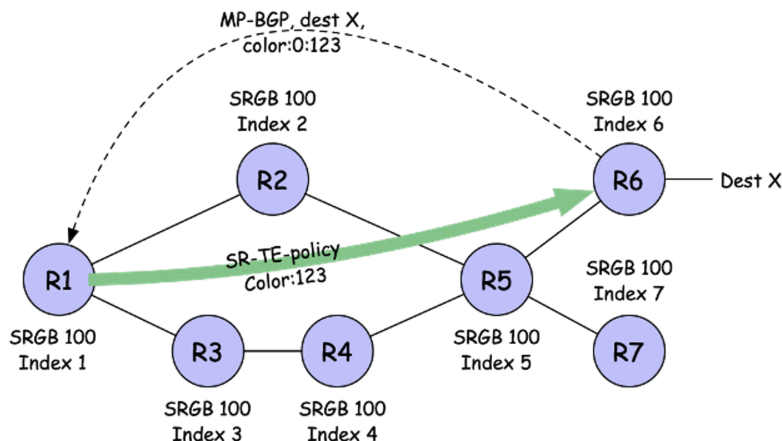 MP-BGP, dest X,
color:0:123
SRGB 100
Index 2
SRGB 100
Index 6
R2
R6
Dest X
SR-TE-policy
Color:123
R1
R5
SRGB 100
Index 7
SRGB 100
Index 1
R3
R4
SRGB 100
Index 5
R7
SRGB 100
Index 3
SRGB 100
Index 4